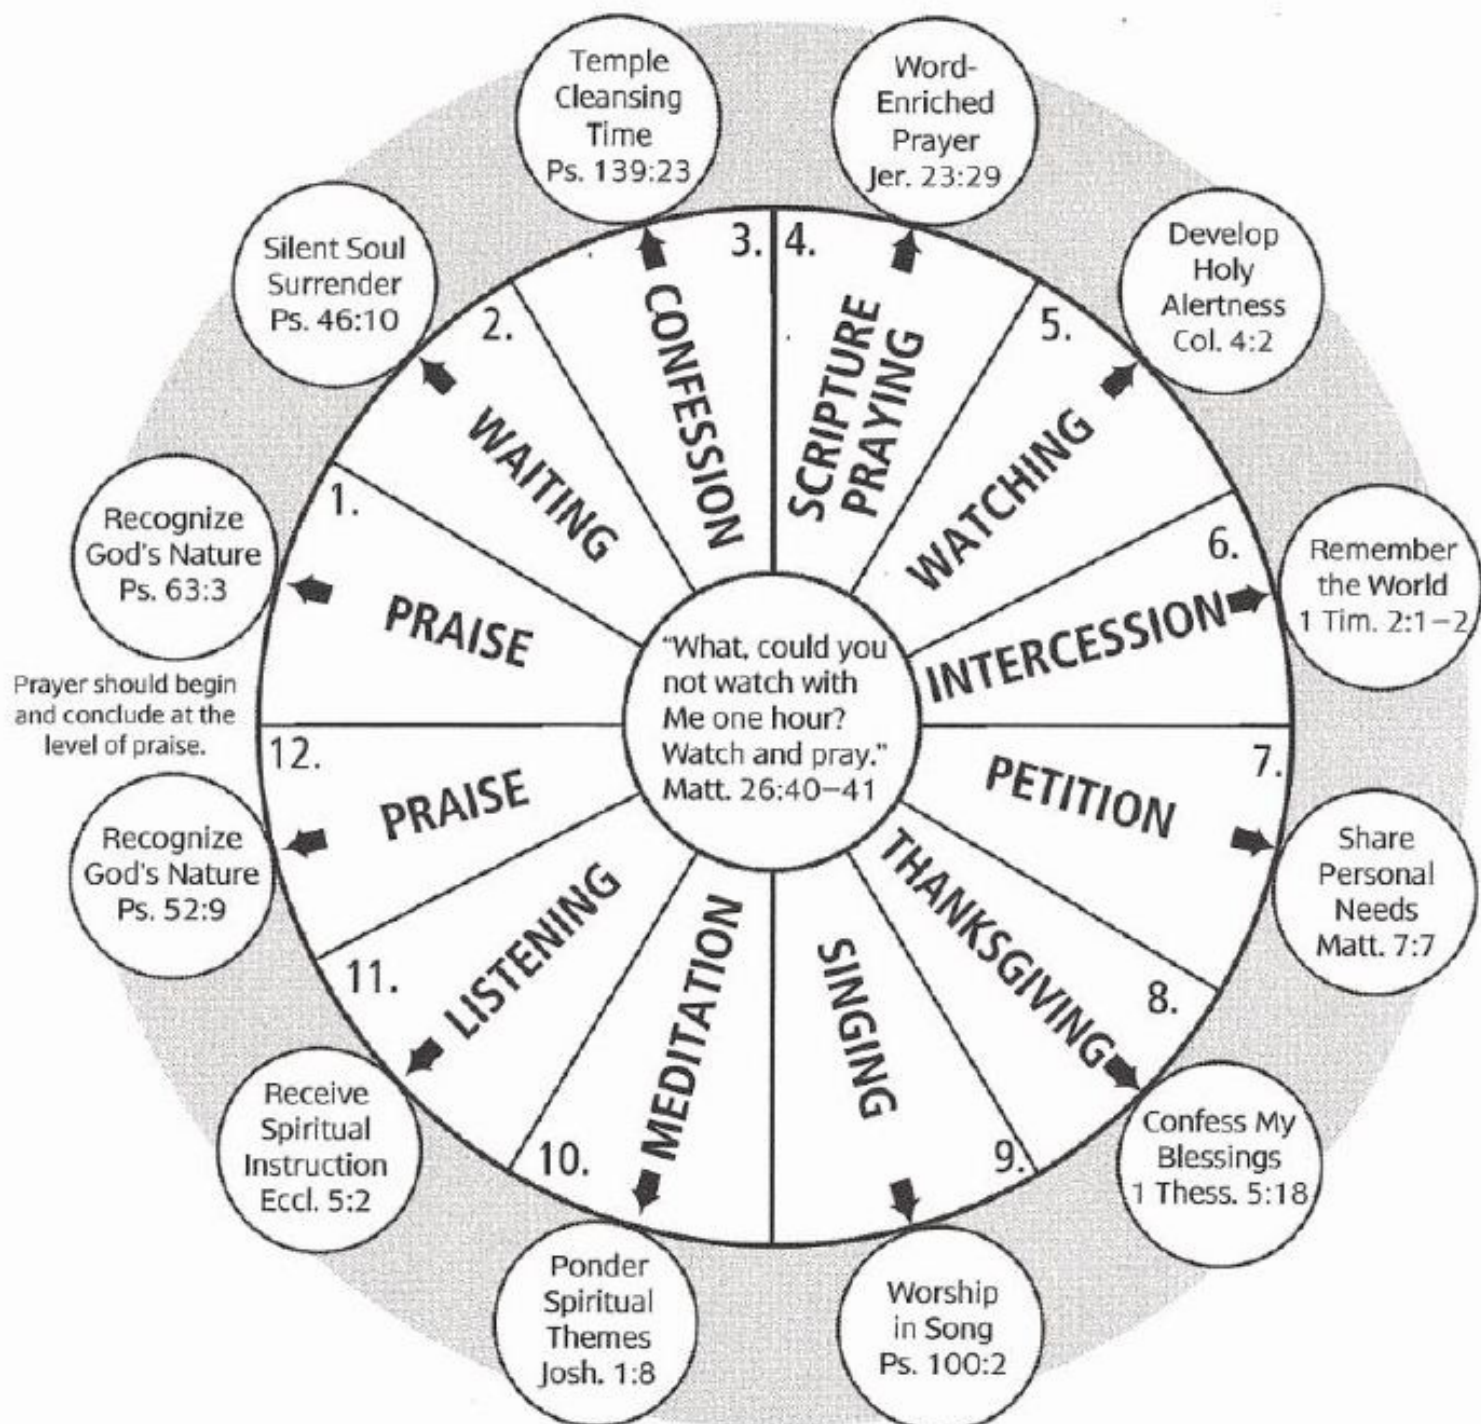 Temple
Cleansing
Time
Ps. 139:23
Word-
Enriched
Prayer
Jer. 23:29
Silent Soul
Surrender
Ps. 46:10
Develop
Holy
Alertness
Col. 4:2
Recognize
God's Nature
Ps. 63:3
Remember
the World
1 Tim. 2:1–2
Prayer should begin
and conclude at the
level of praise.
Recognize
God's Nature
Ps. 52:9
Share
Personal
Needs
Matt. 7:7
Receive
Spiritual
Instruction
Eccl. 5:2
Confess My
Blessings
1 Thess. 5:18
Ponder
Spiritual
Themes
Josh. 1:8
Worship
in Song
Ps. 100:2
1.
PRAISE
2.
WAITING
3.
CONFESSION
4.
SCRIPTURE
PRAYING
5.
WATCHING
6.
INTERCESSION
7.
PETITION
8.
THANKSGIVING
9.
SINGING
10.
MEDITATION
11.
LISTENING
12.
PRAISE
"What, could you
not watch with
Me one hour?
Watch and pray."
Matt. 26:40–41